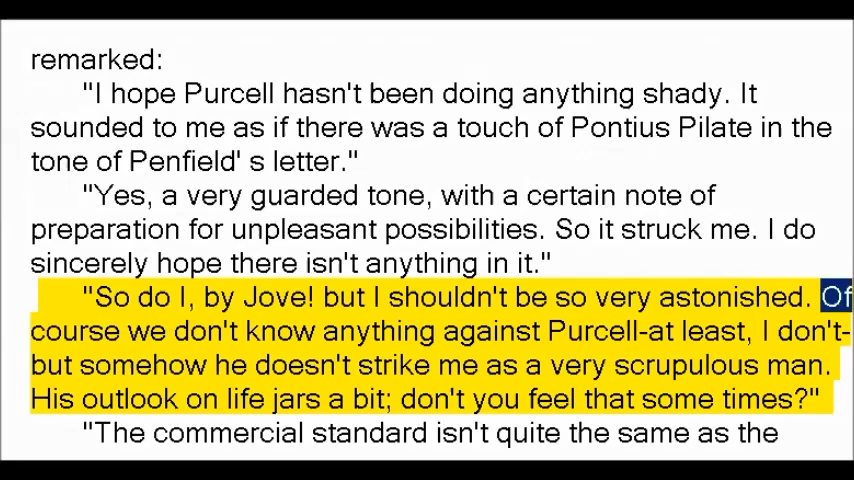 remarked:
"I hope Purcell hasn't been doing anything shady. It
sounded to me as if there was a touch of Pontius Pilate in the
tone of Penfield' s letter."
"Yes, a very guarded tone, with a certain note of
preparation for unpleasant possibilities. So it struck me. I do
sincerely hope there isn't anything in it."
"So do I, by Jove! but I shouldn't be so very astonished. Of
course we don't know anything against Purcell-at least, I don't-
but somehow he doesn't strike me as a very scrupulous man.
His outlook on life jars a bit; don't you feel that some times?"
"The commercial standard isn't quite the same as the